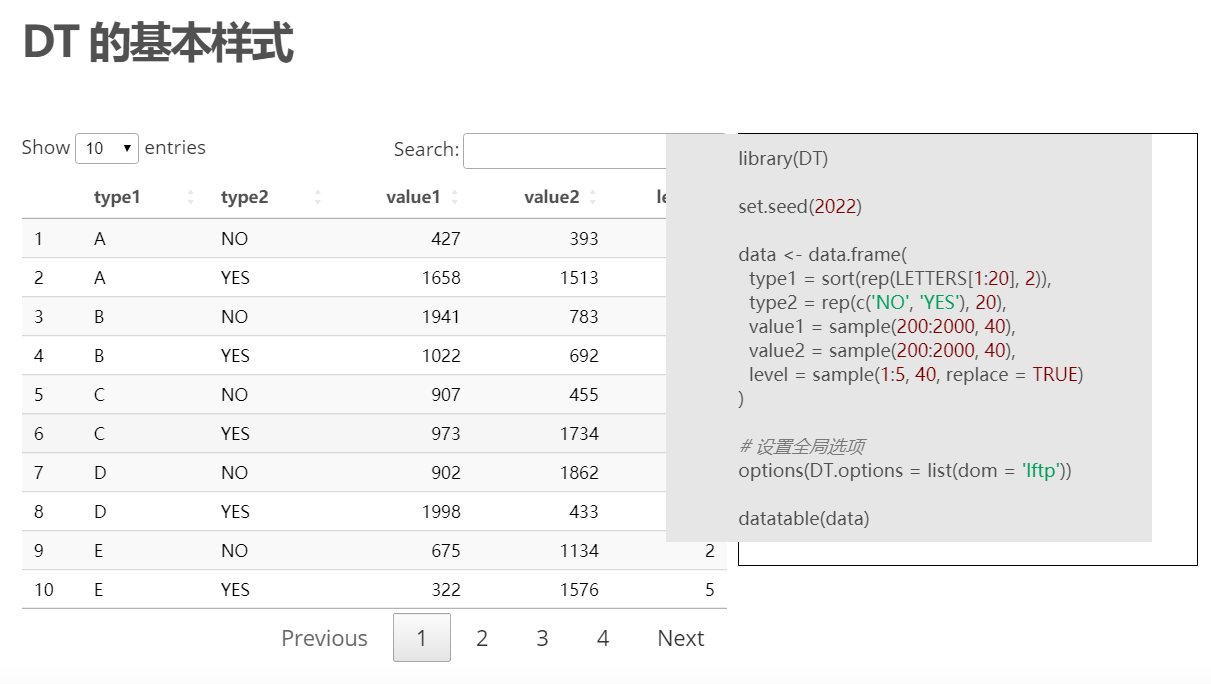 DT 的基本样式
Show 10 entries
Search:
type1 type2 value1 value2
1 A NO 427 393
2 A YES 1658 1513
3 B NO 1941 783
4 B YES 1022 692
5 C NO 907 455
6 C YES 973 1734
7 D NO 902 1862
8 D YES 1998 433
9 E NO 675 1134 2
10 E YES 322 1576 5
Previous 1 2 3 4 Next
library(DT)
set.seed(2022)
data <- data.frame(
type1 = sort(rep(LETTERS[1:20], 2)),
type2 = rep(c('NO', 'YES'), 20),
value1 = sample(200:2000, 40),
value2 = sample(200:2000, 40),
level = sample(1:5, 40, replace = TRUE)
)
# 设置全局选项
options(DT.options = list(dom = 'lftp'))
datatable(data)